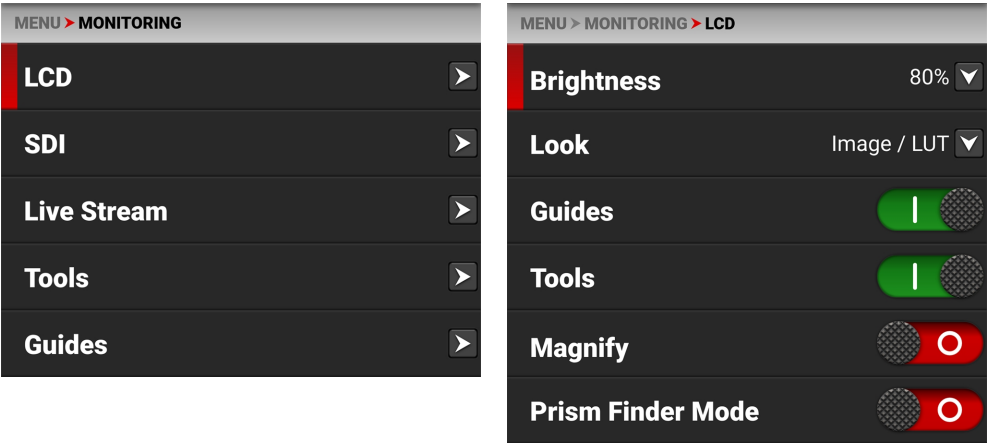 MENU > MONITORING
LCD
SDI
Live Stream
Tools
Guides
MENU > MONITORING > LCD
Brightness 80%
Look Image / LUT
Guides
Tools
Magnify
Prism Finder Mode